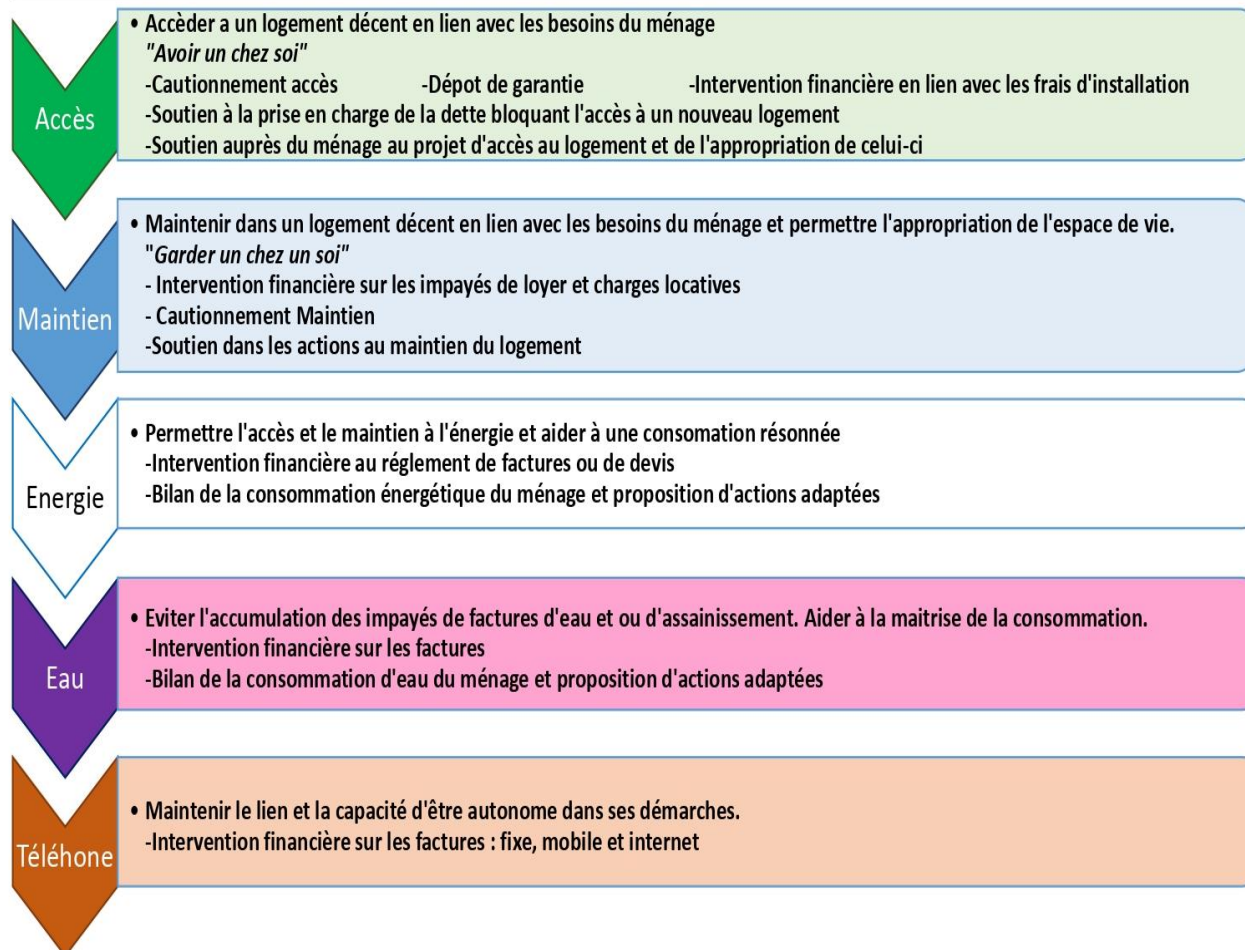 Accès
• Accèder a un logement décent en lien avec les besoins du ménage
"Avoir un chez soi"
-Cautionnement accès -Dépot de garantie -Intervention financière en lien avec les frais d'installation
-Soutien à la prise en charge de la dette bloquant l'accès à un nouveau logement
-Soutien auprès du ménage au projet d'accès au logement et de l'appropriation de celui-ci
Maintien
• Maintenir dans un logement décent en lien avec les besoins du ménage et permettre l'appropriation de l'espace de vie.
"Garder un chez un soi"
- Intervention financière sur les impayés de loyer et charges locatives
- Cautionnement Maintien
-Soutien dans les actions au maintien du logement
Energie
• Permettre l'accès et le maintien à l'énergie et aider à une consomation résonnée
-Intervention financière au réglement de factures ou de devis
-Bilan de la consommation énergétique du ménage et proposition d'actions adaptées
Eau
• Eviter l'accumulation des impayés de factures d'eau et ou d'assainissement. Aider à la maitrise de la consommation.
-Intervention financière sur les factures
-Bilan de la consommation d'eau du ménage et proposition d'actions adaptées
Téléhone
• Maintenir le lien et la capacité d'être autonome dans ses démarches.
-Intervention financière sur les factures : fixe, mobile et internet